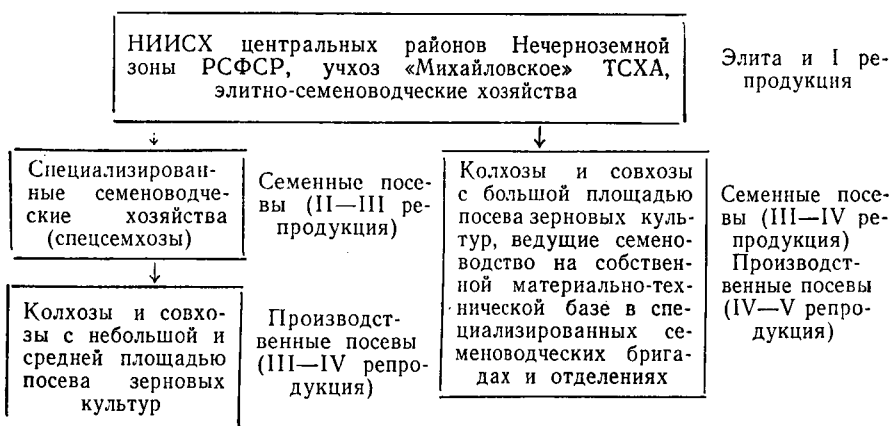 НИИСХ центральных районов Нечерноземной
зоны РСФСР, учхоз «Михайловское» ТСХА,
элитно-семеноводческие хозяйства
Элита и I ре-
продукция
Специализирован-
ные семеноводче-
ские хозяйства
(спецсемхозы)
Семенные посе-
вы (II—III ре-
продукция)
Колхозы и совхо-
зы с небольшой и
средней площадью
посева зерновых
культур
Производст-
венные посевы
(III—IV репро-
дукция)
Колхозы и совхозы
с большой площадью
посева зерновых куль-
тур, ведущие семено-
водство на собствен-
ной материально-тех-
нической базе в спе-
циализированных се-
меноводческих брига-
дах и отделениях
Семенные посе-
вы (III—IV ре-
продукция)
Производст-
венные посевы
(IV—V репро-
дукция)